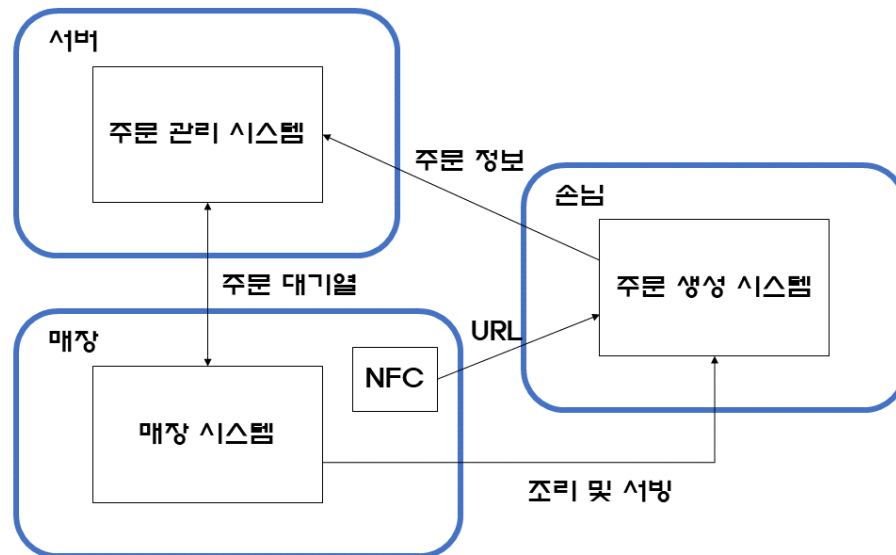 서버
주문 관리 시스템
주문 정보
손님
주문 생성 시스템
주문 대기열
매장
URL
NFC
매장 시스템
조리 및 서빙